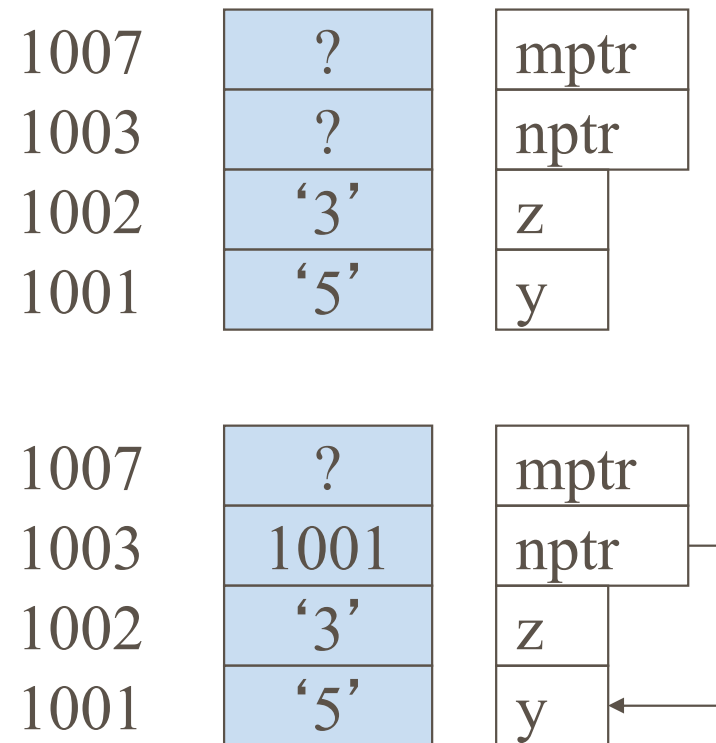 1007 ? mptr
1003 ? nptr
1002 ‘3’ z
1001 ‘5’ y
1007 ? mptr
1003 1001 nptr
1002 ‘3’ z
1001 ‘5’ y